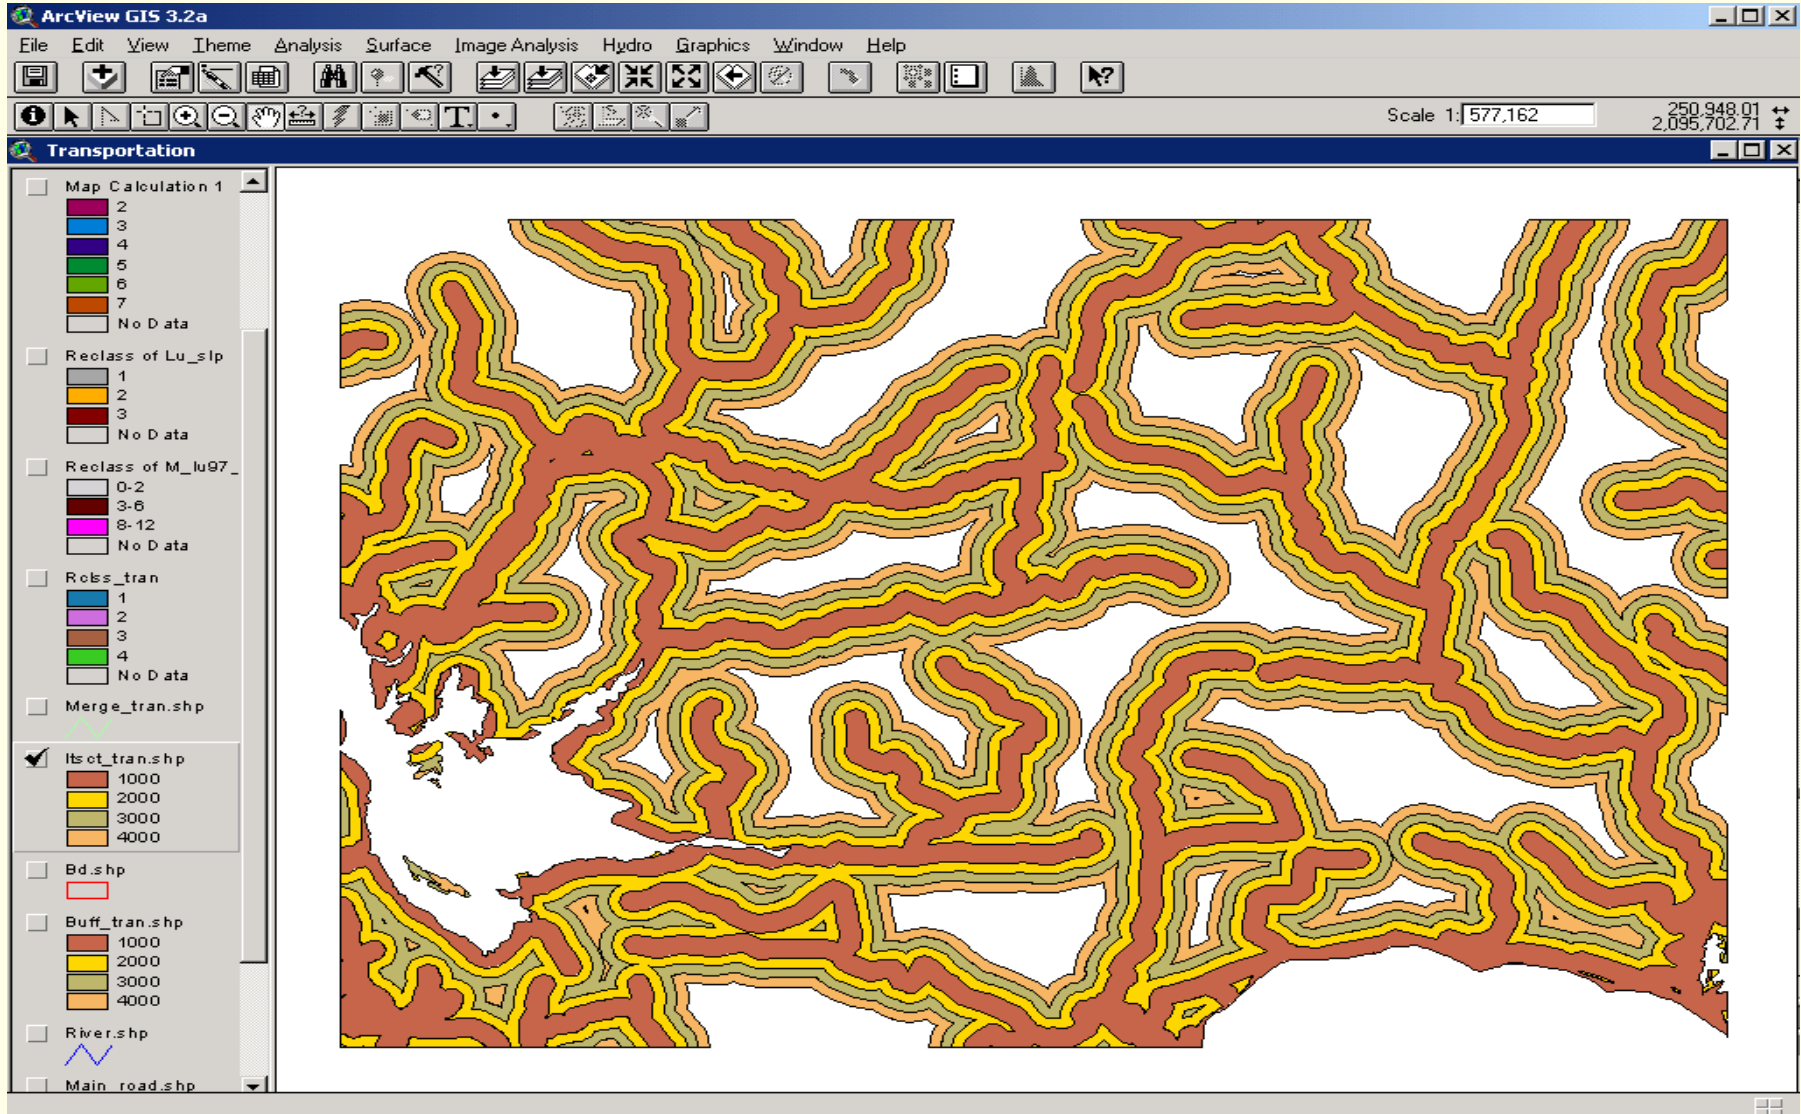 ArcView GIS 3.2a
File Edit View Theme Analysis Surface Image Analysis Hydro Graphics Window Help
Scale 1: 577,162
250,948.01
2,095,702.71
Transportation
Map Calculation 1
2
3
4
5
6
7
No Data
Reclass of Lu_slp
1
2
3
No Data
Reclass of M_lu97_
0-2
3-6
8-12
No Data
Rclss_tran
1
2
3
4
No Data
Merge_tran.shp
Itsct_tran.shp
1000
2000
3000
4000
Bd.shp
Buff_tran.shp
1000
2000
3000
4000
River.shp
Main_road.shp